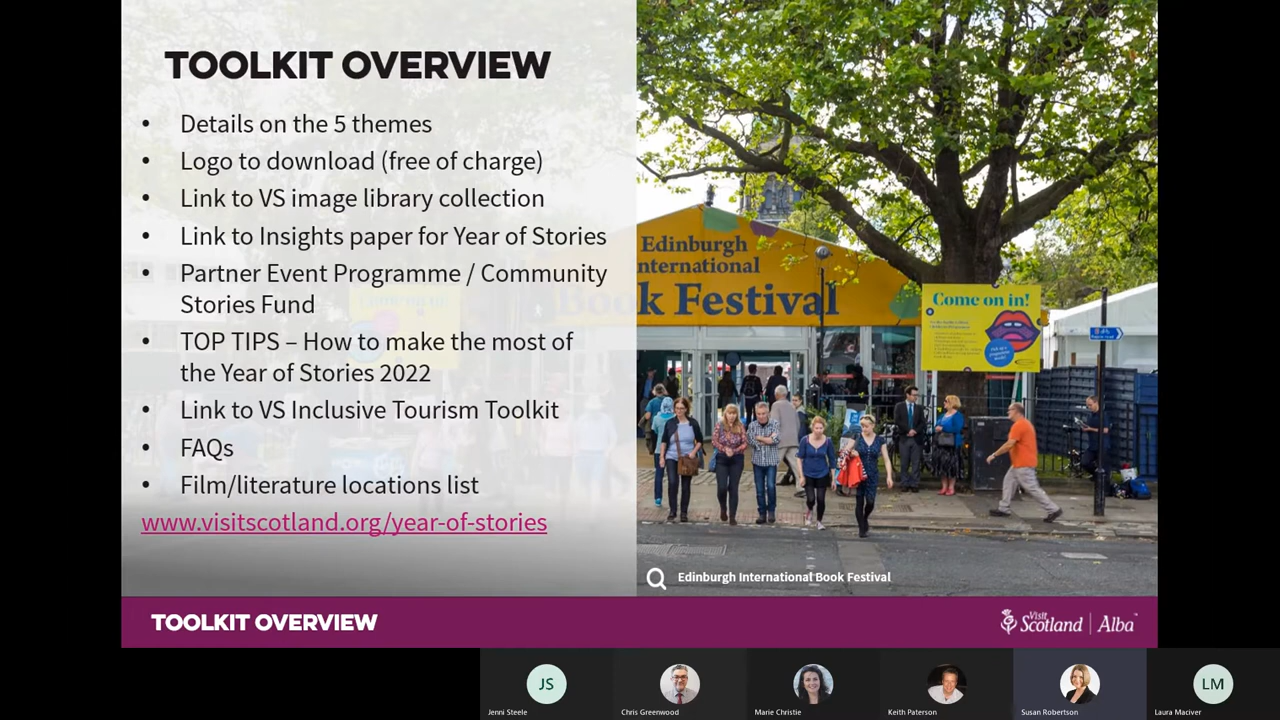 TOOLKIT OVERVIEW
• Details on the 5 themes
• Logo to download (free of charge)
• Link to VS image library collection
• Link to Insights paper for Year of Stories
• Partner Event Programme / Community
Stories Fund
• TOP TIPS – How to make the most of
the Year of Stories 2022
• Link to VS Inclusive Tourism Toolkit
• FAQs
• Film/literature locations list
www.visitscotland.org/year-of-stories
Edinburgh
nternational
k Festival
Come on in!
Edinburgh International Book Festival
TOOLKIT OVERVIEW
Visit
Scotland | Alba™
JS
LM
Jenni Steele
Chris Greenwood
Marie Christie
Keith Paterson
Susan Robertson
Laura Maciver